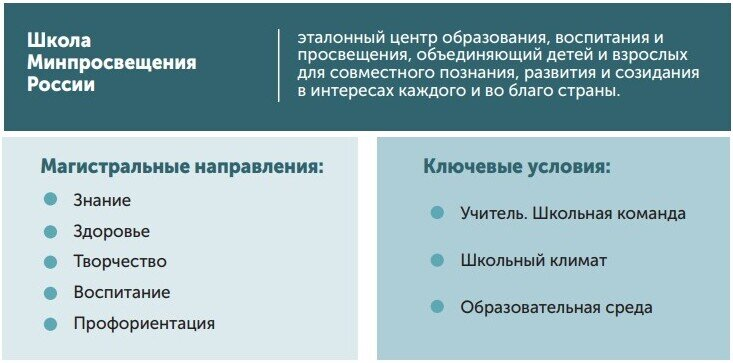 Школа
Минпросвещения
России
эталонный центр образования, воспитания и
просвещения, объединяющий детей и взрослых
для совместного познания, развития и созидания
в интересах каждого и во благо страны.
Магистральные направления:
Знание
Здоровье
Творчество
Воспитание
Профориентация
Ключевые условия:
Учитель. Школьная команда
Школьный климат
Образовательная среда